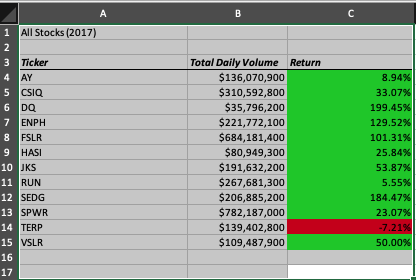 A B C
1 All Stocks (2017)
2
3 Ticker Total Daily Volume Return
4 AY $136,070,900 8.94%
5 CSIQ $310,592,800 33.07%
6 DQ $35,796,200 199.45%
7 ENPH $221,772,100 129.52%
8 FSLR $684,181,400 101.31%
9 HASI $80,949,300 25.84%
10 JKS $191,632,200 53.87%
11 RUN $267,681,300 5.55%
12 SEDG $206,885,200 184.47%
13 SPWR $782,187,000 23.07%
14 TERP $139,402,800 -7.21%
15 VSLR $109,487,900 50.00%
16
17